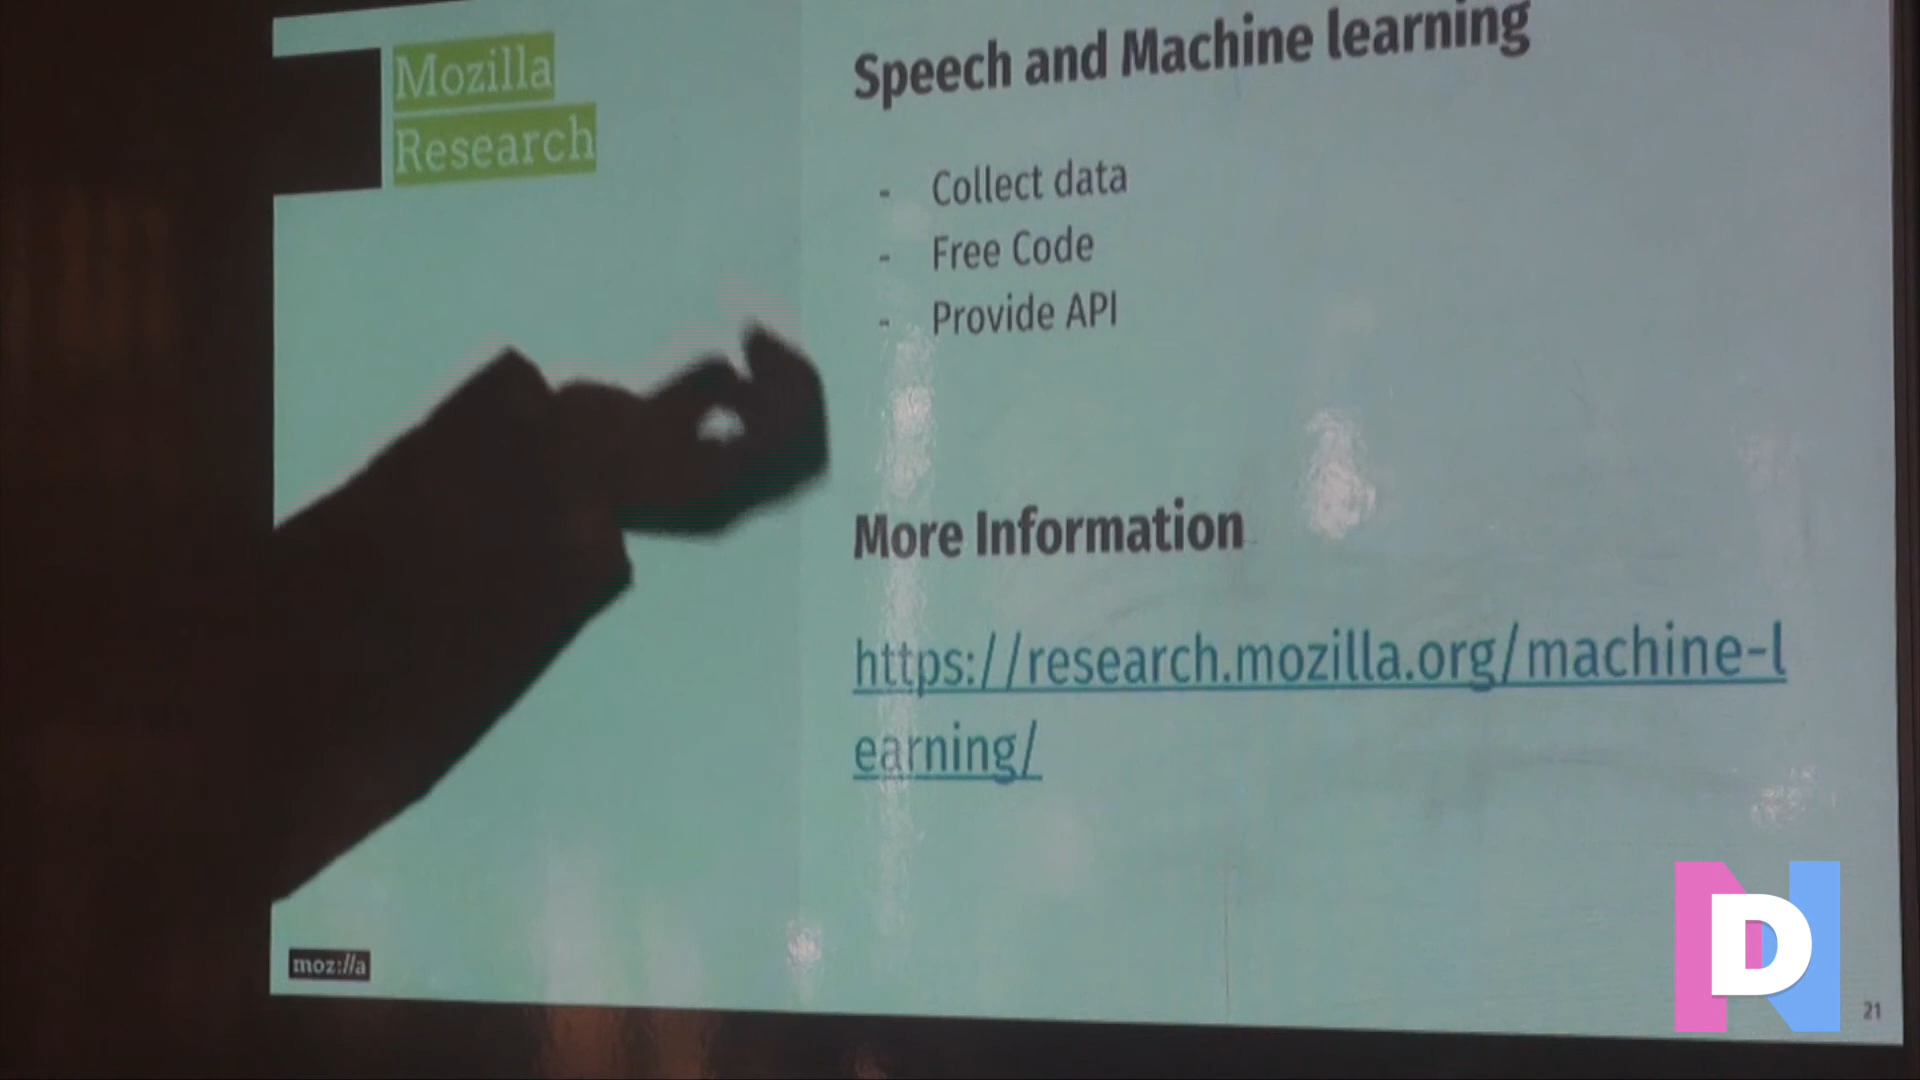 Mozilla
Research
Speech and Machine learning
- Collect data
- Free Code
- Provide API
More Information
https://research.mozilla.org/machine-l
earning/
moz://a
21
DN